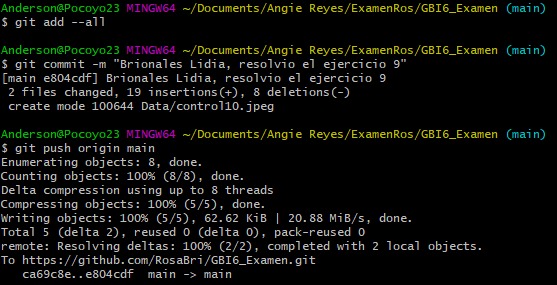 Anderson@Pocoyo23 MINGW64 ~/Documents/Angie Reyes/ExamenRos/GBI6_Examen (main)
$ git add --all
Anderson@Pocoyo23 MINGW64 ~/Documents/Angie Reyes/ExamenRos/GBI6_Examen (main)
$ git commit -m "Brionales Lidia, resolvio el ejercicio 9"
[main e804cdf] Brionales Lidia, resolvio el ejercicio 9
 2 files changed, 19 insertions(+), 8 deletions(-)
 create mode 100644 Data/control10.jpeg
Anderson@Pocoyo23 MINGW64 ~/Documents/Angie Reyes/ExamenRos/GBI6_Examen (main)
$ git push origin main
Enumerating objects: 8, done.
Counting objects: 100% (8/8), done.
Delta compression using up to 8 threads
Compressing objects: 100% (5/5), done.
Writing objects: 100% (5/5), 62.62 KiB | 20.88 MiB/s, done.
Total 5 (delta 2), reused 0 (delta 0), pack-reused 0
remote: Resolving deltas: 100% (2/2), completed with 2 local objects.
To https://github.com/RosaBri/GBI6_Examen.git
   ca69c8e..e804cdf  main -> main